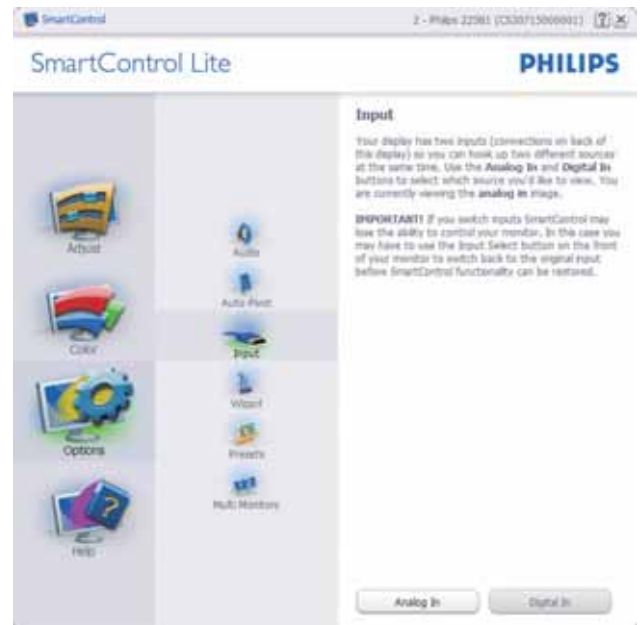 SmartControl
SmartControl Lite
PHILIPS
Adjust
Color
Options
Help
Audio
Auto Pivot
Input
Wizard
Presets
Multi Monitors
Input
Your display has two inputs (connections on back of
this display) so you can hook up two different sources
at the same time. Use the Analog In and Digital In
buttons to select which source you'd like to view. You
are currently viewing the analog in image.
IMPORTANT! If you switch inputs SmartControl may
lose the ability to control your monitor. In this case you
may have to use the Input Select button on the front
of your monitor to switch back to the original input
before SmartControl functionality can be restored.
Analog In
Digital In